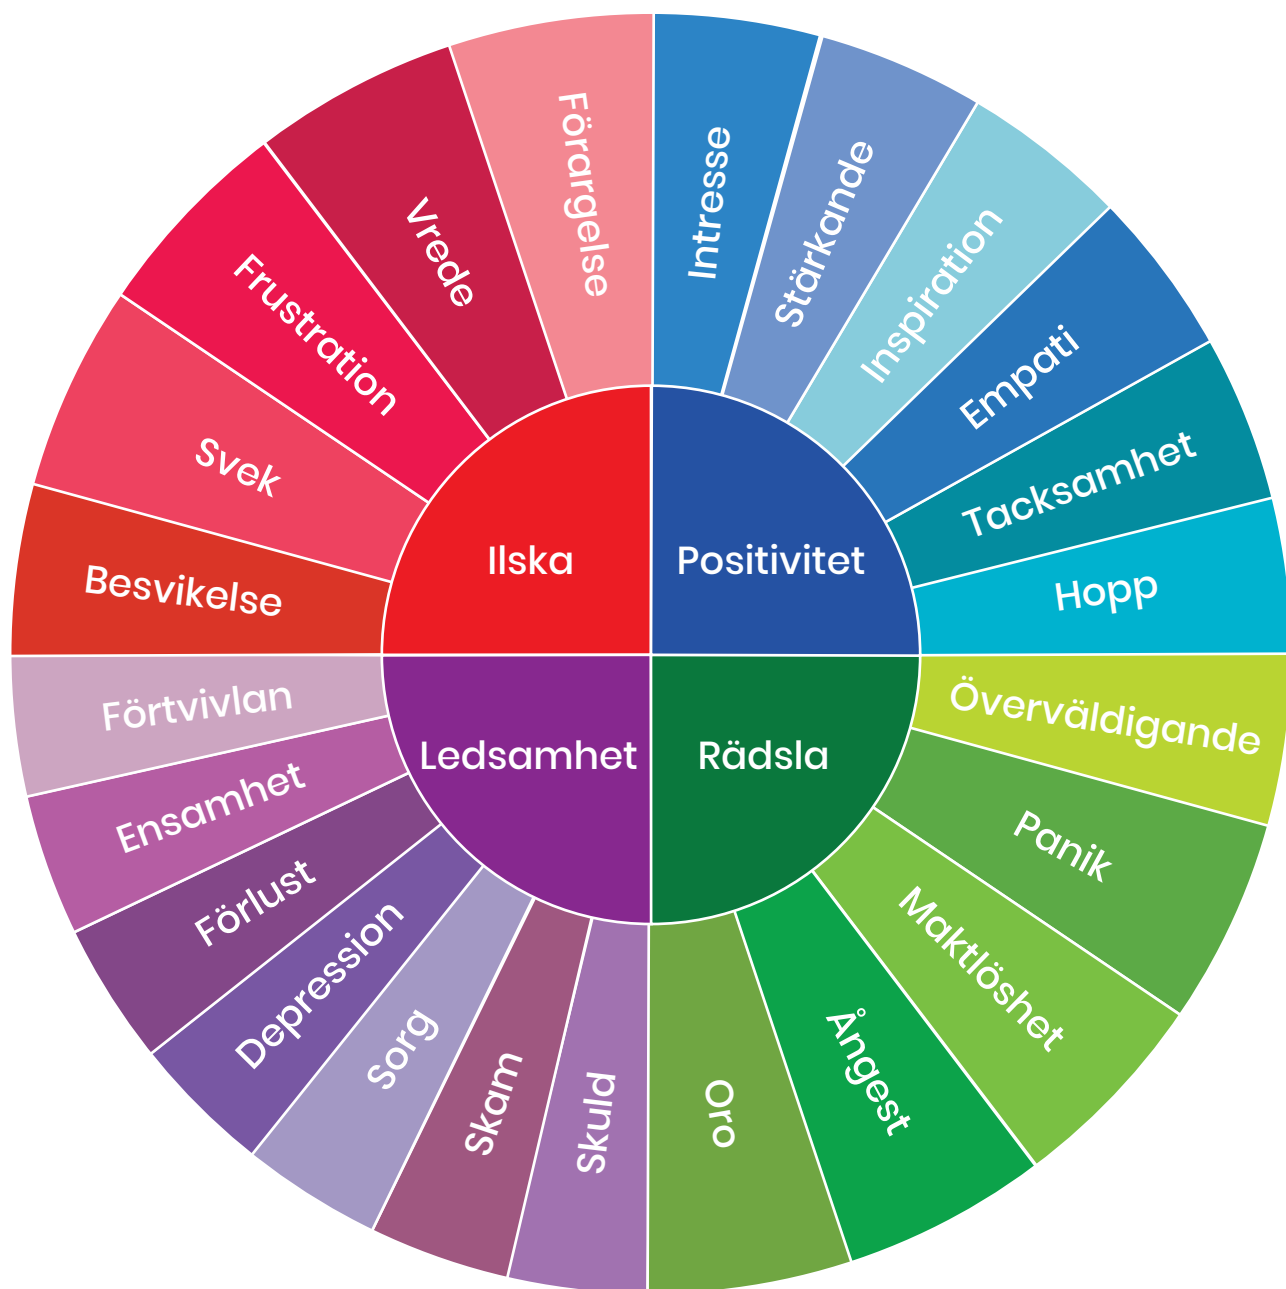 Ilska
Positivitet
Ledsamhet
Rädsla
Intresse
Stärkande
Inspiration
Empati
Tacksamhet
Hopp
Överväldigande
Panik
Maktlöshet
Ångest
Oro
Skuld
Skam
Sorg
Depression
Förlust
Ensamhet
Förtvivlan
Besvikelse
Svek
Frustration
Vrede
Förargelse